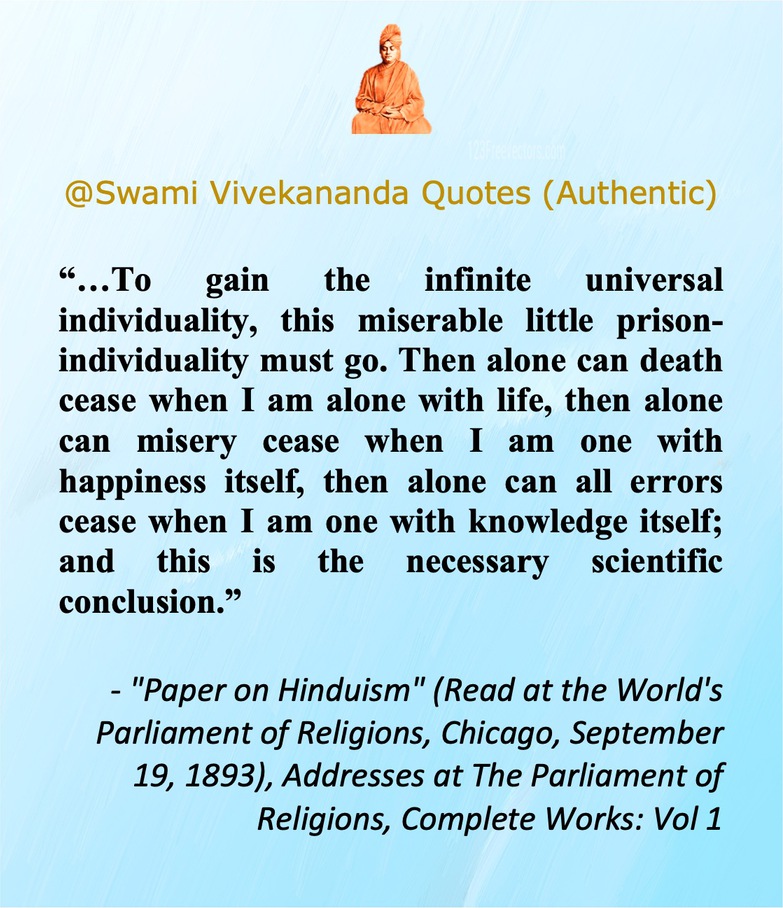 123Freevectors.com
@Swami Vivekananda Quotes (Authentic)
“…To gain the infinite universal
individuality, this miserable little prison-
individuality must go. Then alone can death
cease when I am alone with life, then alone
can misery cease when I am one with
happiness itself, then alone can all errors
cease when I am one with knowledge itself;
and this is the necessary scientific
conclusion.”
- "Paper on Hinduism" (Read at the World's
Parliament of Religions, Chicago, September
19, 1893), Addresses at The Parliament of
Religions, Complete Works: Vol 1